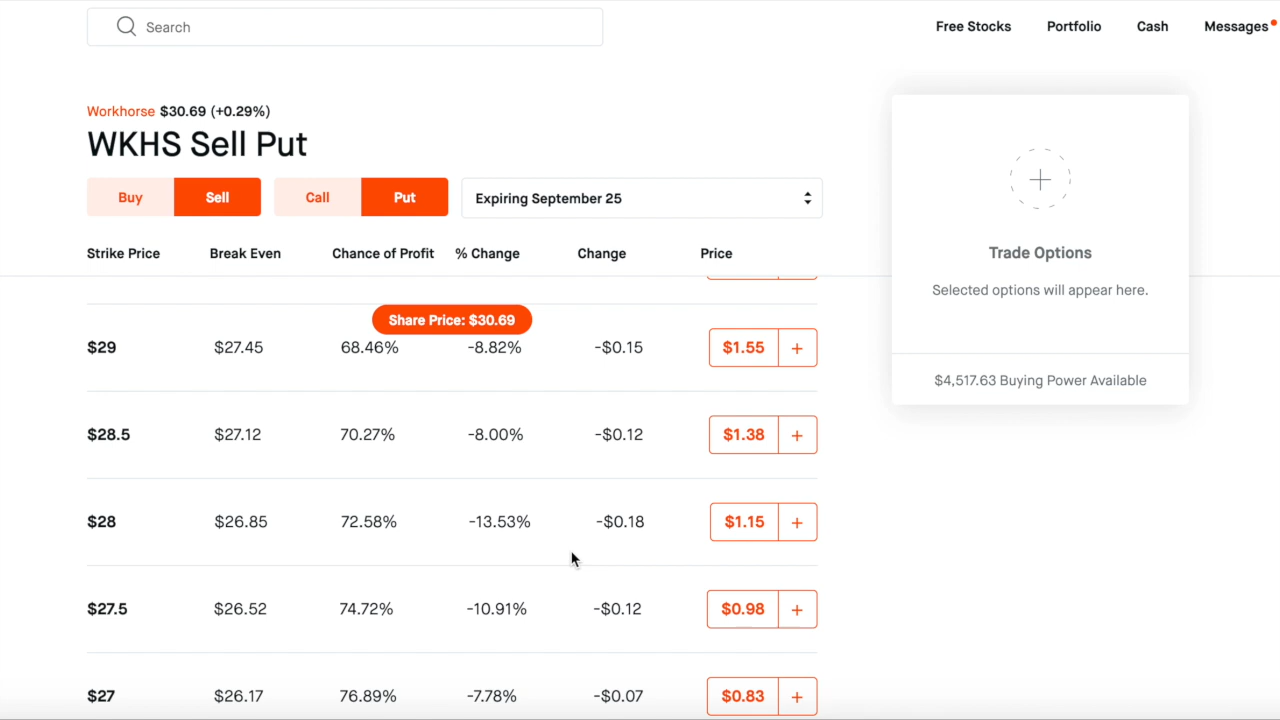 Search
Free Stocks Portfolio Cash Messages
Workhorse $30.69 (+0.29%)
WKHS Sell Put
Buy Sell Call Put Expiring September 25
Strike Price Break Even Chance of Profit % Change Change Price
Share Price: $30.69
$29 $27.45 68.46% -8.82% -$0.15 $1.55 +
$28.5 $27.12 70.27% -8.00% -$0.12 $1.38 +
$28 $26.85 72.58% -13.53% -$0.18 $1.15 +
$27.5 $26.52 74.72% -10.91% -$0.12 $0.98 +
$27 $26.17 76.89% -7.78% -$0.07 $0.83 +
Trade Options
Selected options will appear here.
$4,517.63 Buying Power Available